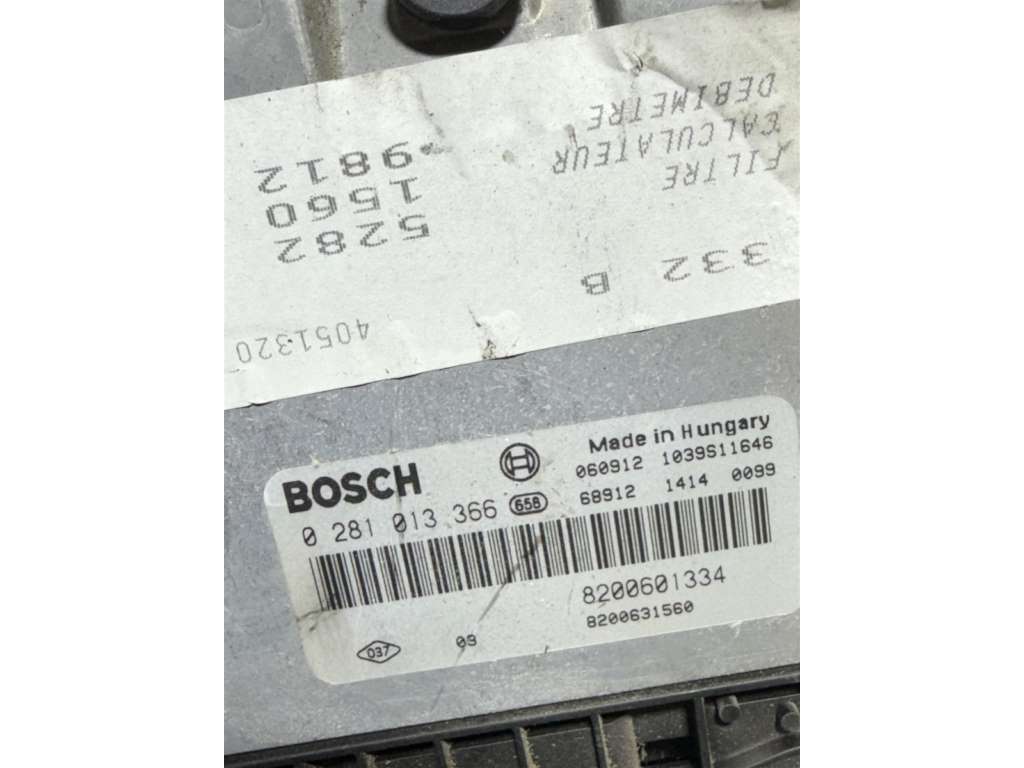 FILTRE
CALCULATEUR
DEBIMETRE
332 B
5282
1560
*9812
4051320
BOSCH
Made in Hungary
060912 1039S11646
0 281 013 366 658
68912 1414 0099
8200601334
8200631560
037
09